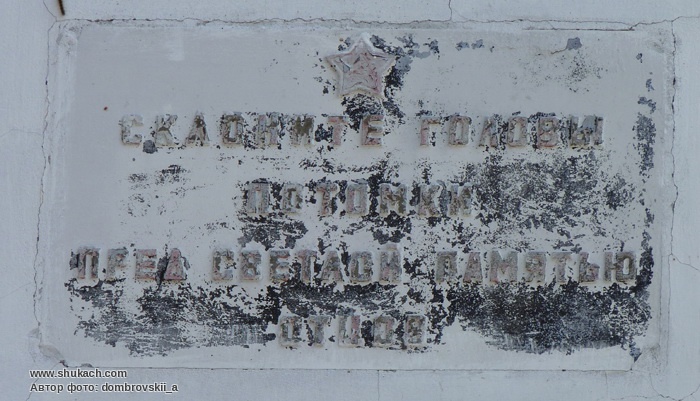 СКЛОНИТЕ ГОЛОВЫ
ПОТОМКИ
ПРЕД СВЕТЛОЙ ПАМЯТЬЮ
ОТЦОВ
www.shukach.com
Автор фото: dombrovskii_a